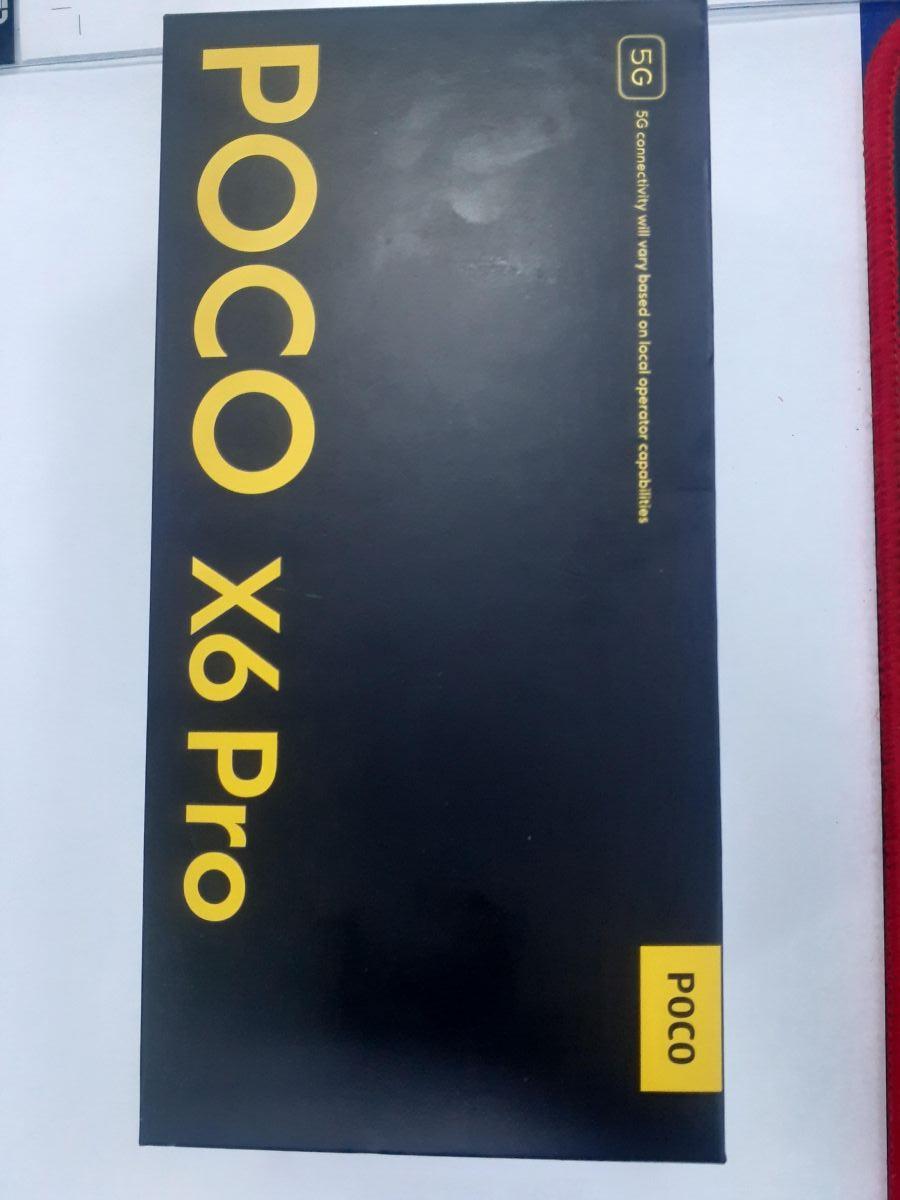 5G
5G connectivity will vary based on local operator capabilities
POCO
POCO X6 Pro